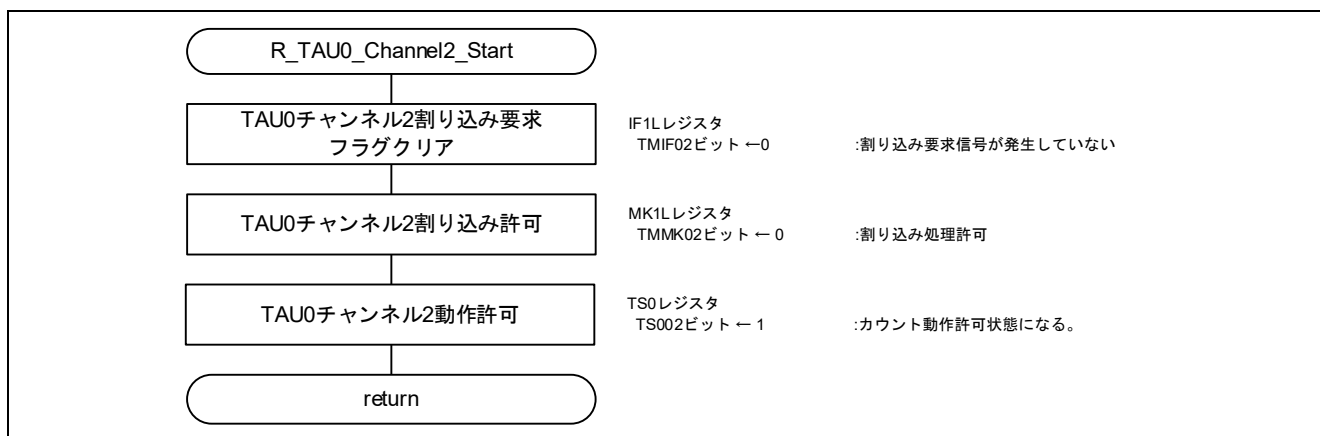 R_TAU0_Channel2_Start
TAU0チャンネル2割り込み要求
フラグクリア
IF1Lレジスタ
TMIF02ビット ←0 :割り込み要求信号が発生していない
TAU0チャンネル2割り込み許可
MK1Lレジスタ
TMMK02ビット ← 0 :割り込み処理許可
TAU0チャンネル2動作許可
TS0レジスタ
TS002ビット ← 1 :カウント動作許可状態になる。
return